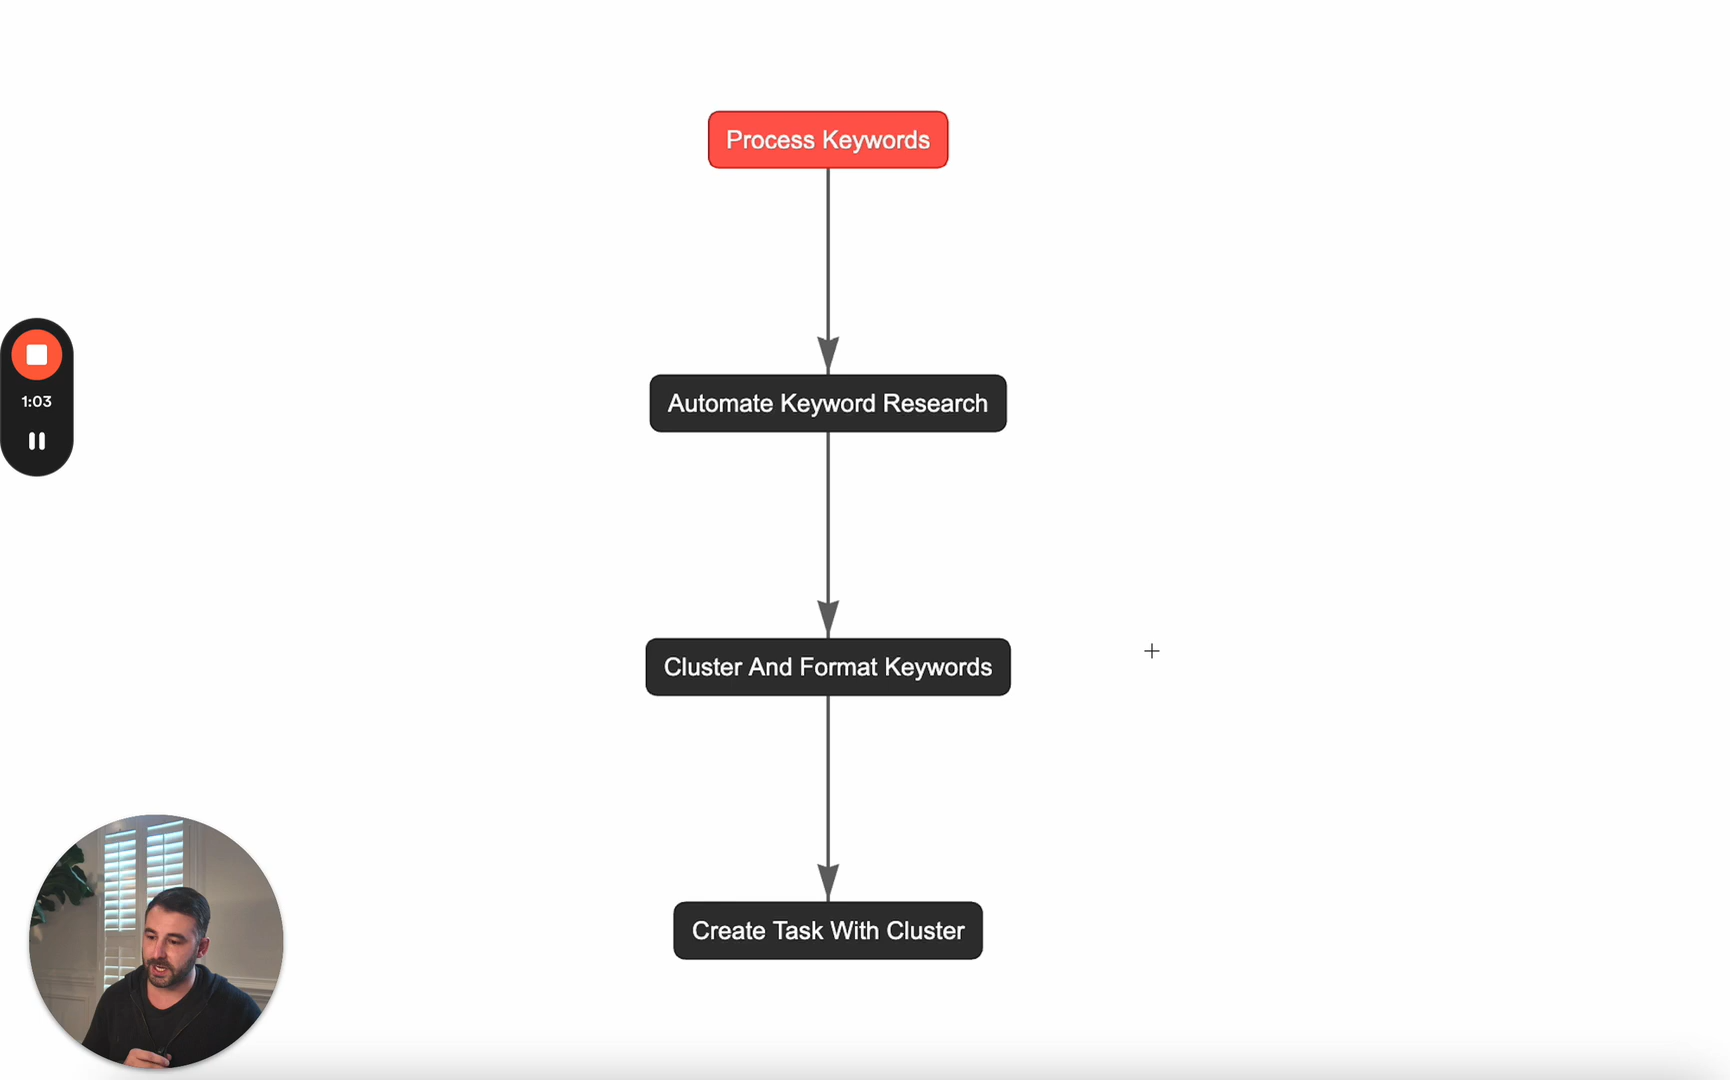 Process Keywords
Automate Keyword Research
1:03
Cluster And Format Keywords
Create Task With Cluster